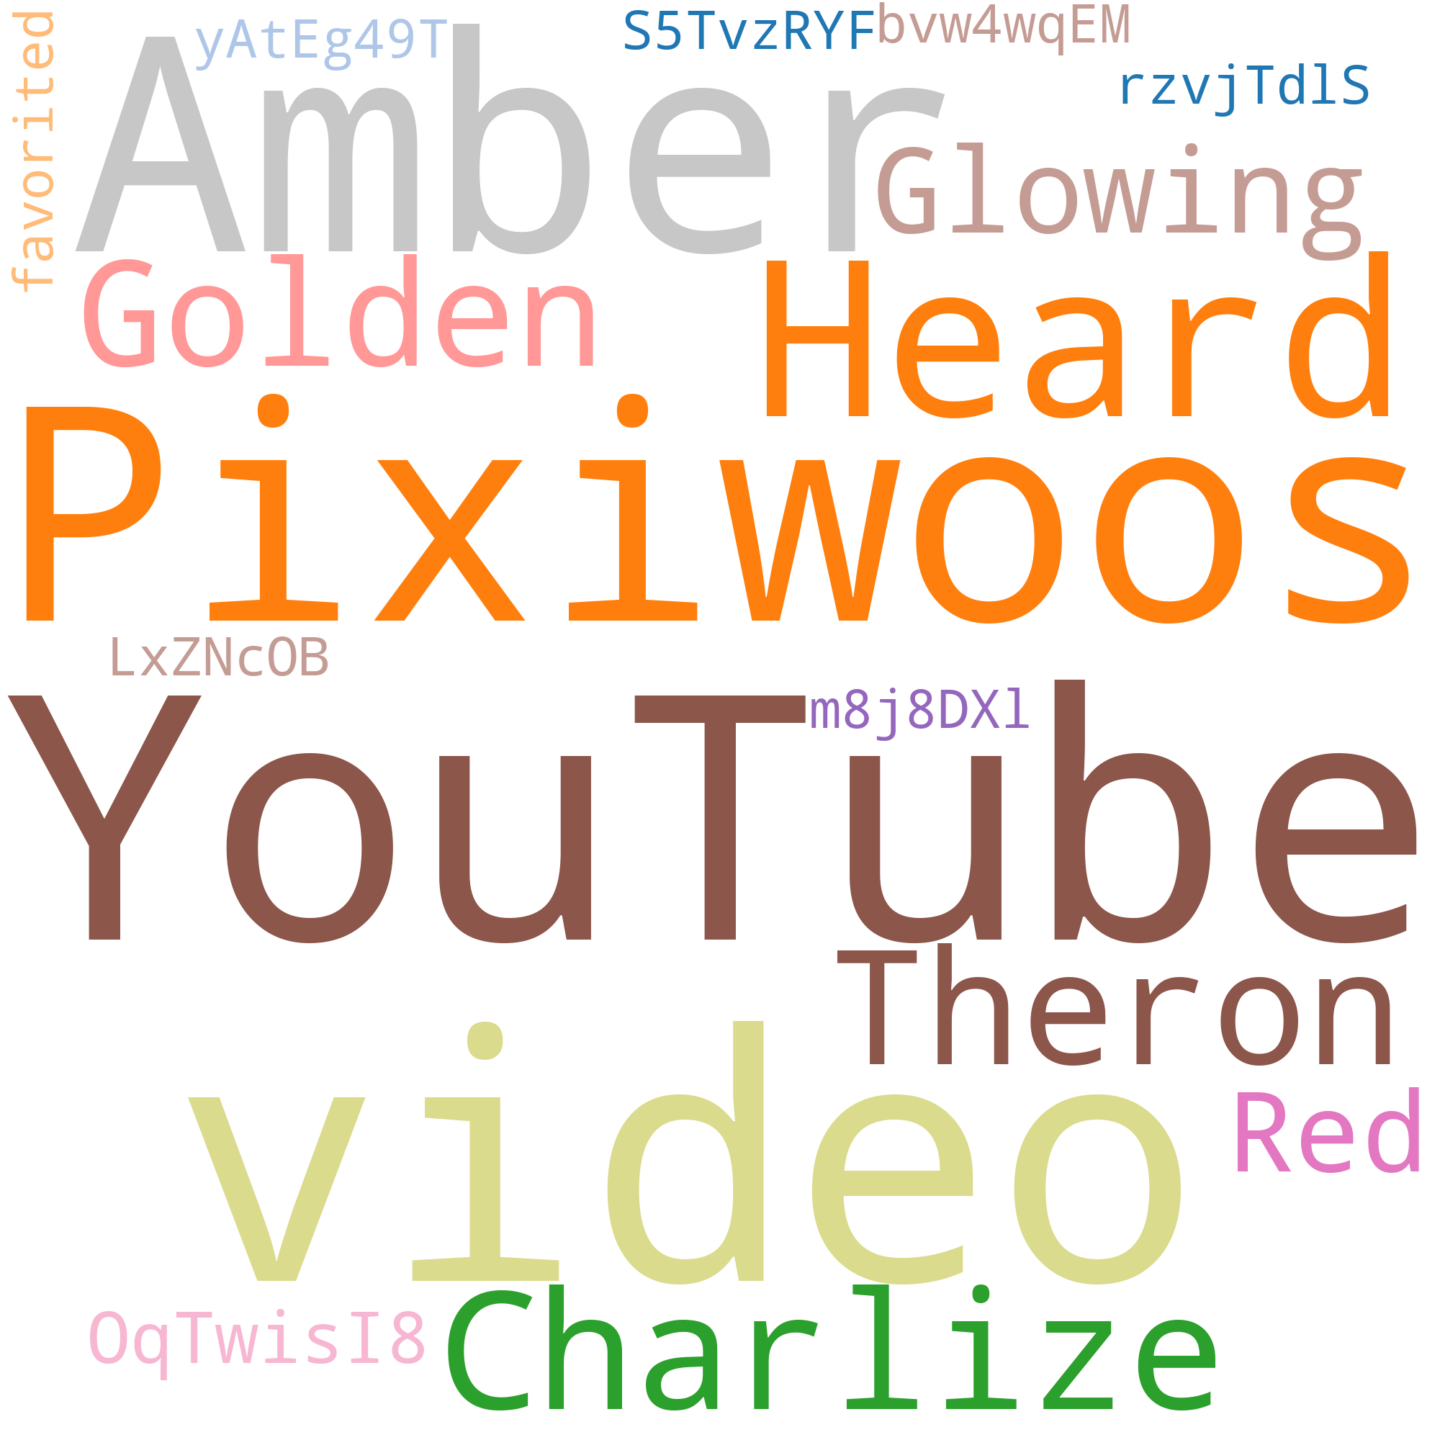 favorited
yAtEg49T
S5TvzRYF
bvw4wqEM
rzvjTdlS
Amber
Glowing
Golden
Heard
Pixiwoos
LxZNcOB
m8j8DXl
YouTube
Theron
video
Red
OqTwisI8
Charlize